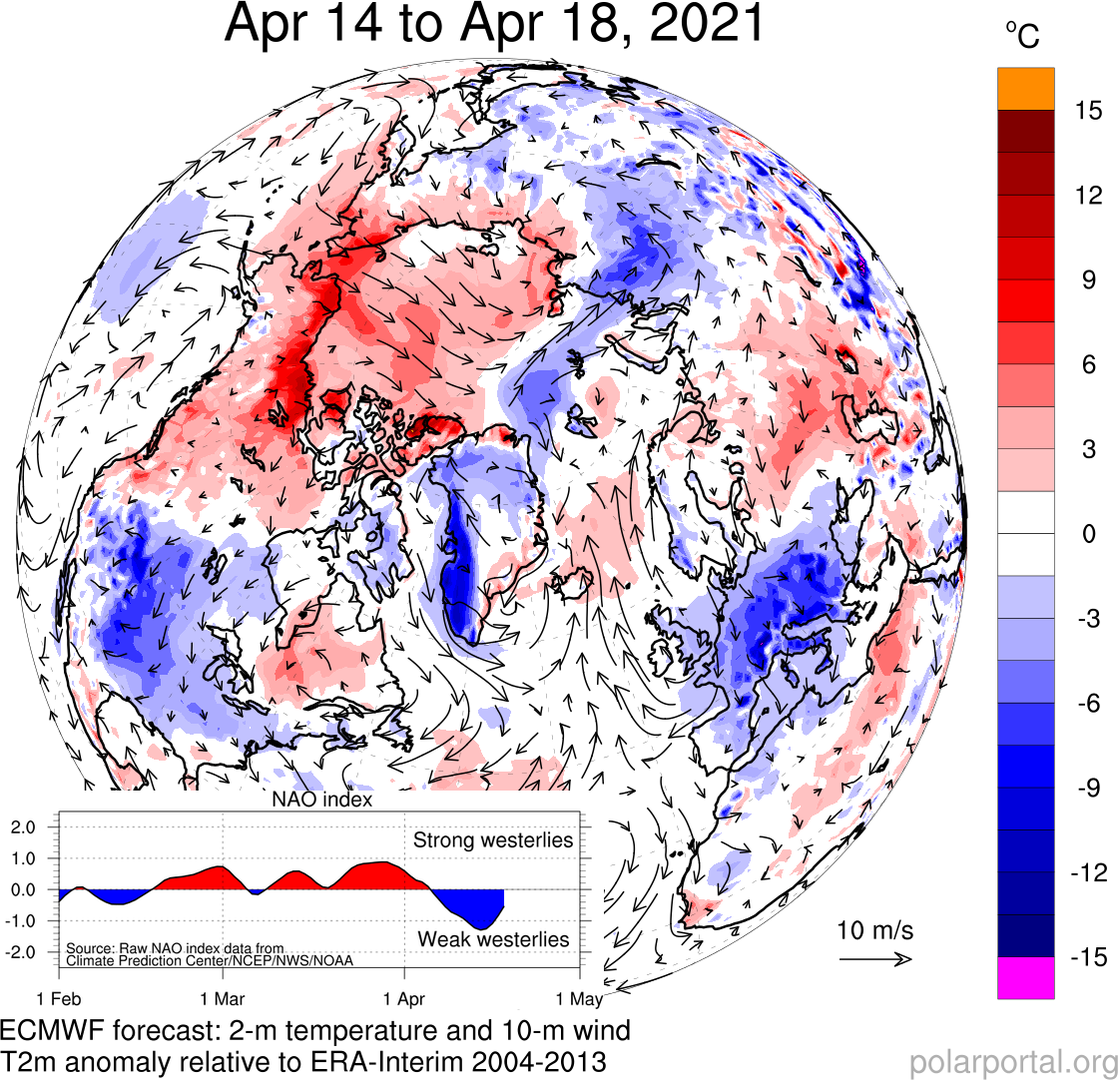 Apr 14 to Apr 18, 2021
°C
15
12
9
6
3
0
-3
-6
-9
-12
-15
NAO index
2.0
1.0
0.0
-1.0
-2.0
Strong westerlies
Weak westerlies
Source: Raw NAO index data from
Climate Prediction Center/NCEP/NWS/NOAA
1 Feb
1 Mar
1 Apr
1 May
10 m/s
ECMWF forecast: 2-m temperature and 10-m wind
T2m anomaly relative to ERA-Interim 2004-2013
polarportal.org